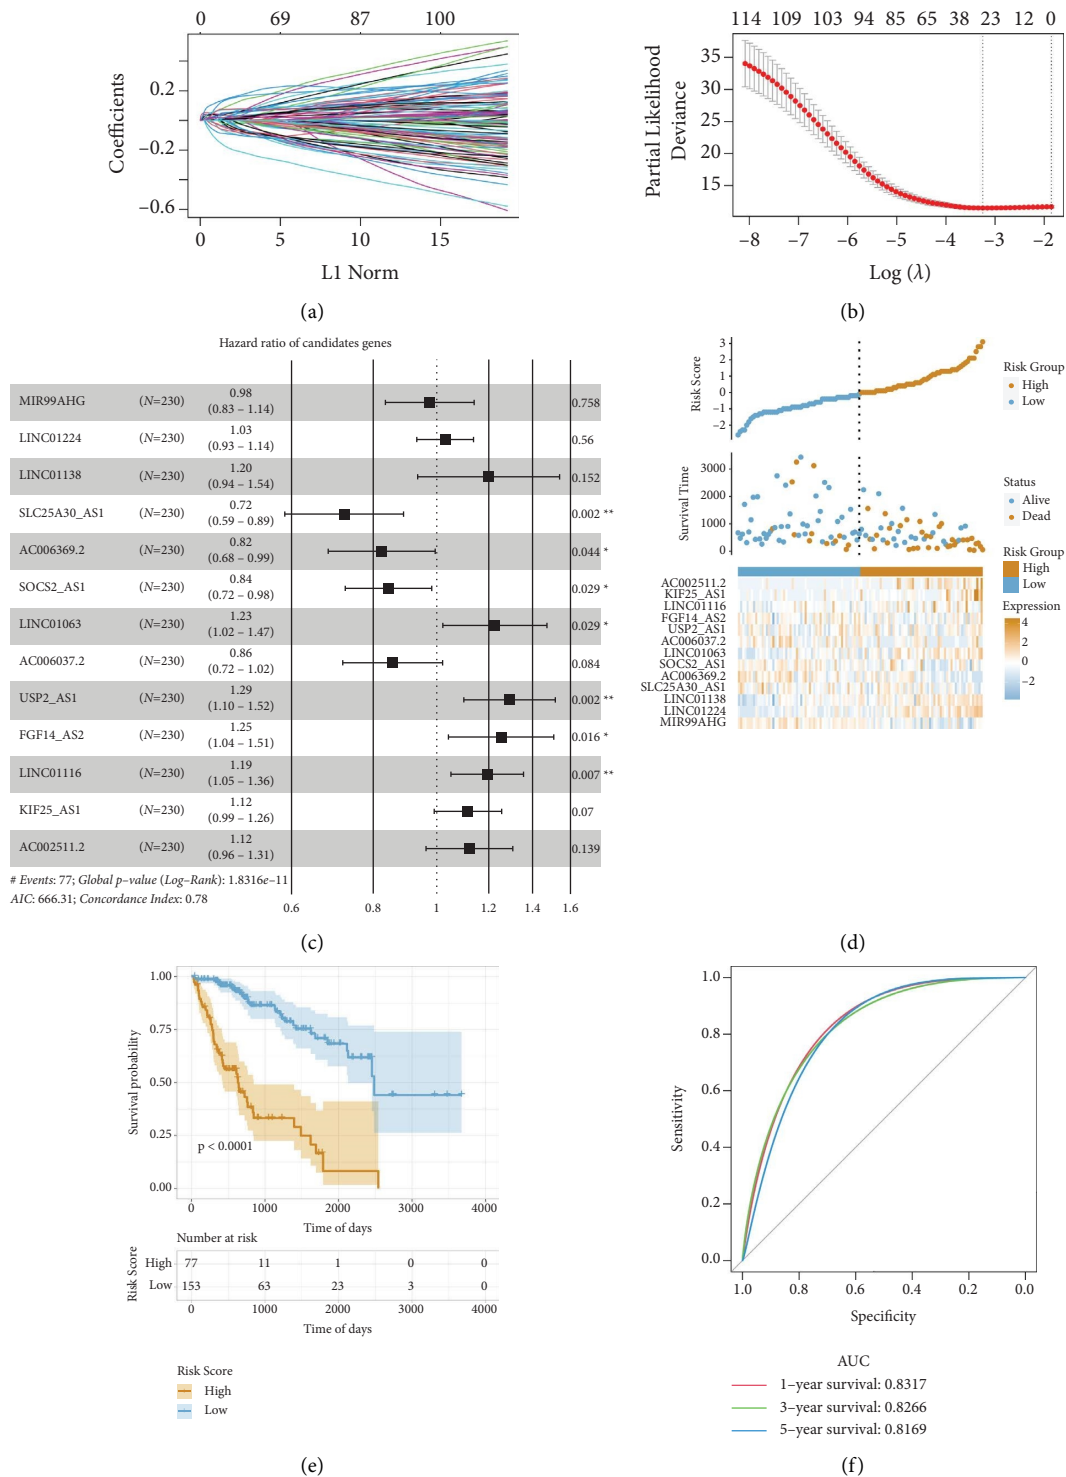 0 69 87 100
0.2
−0.2
−0.6
Coefficients
0 5 10 15
L1 Norm
(a)
114 109 103 94 85 65 38 23 12 0
35
30
25
20
15
Partial Likelihood
Deviance
−8 −7 −6 −5 −4 −3 −2
Log (λ)
(b)
Hazard ratio of candidates genes
MIR99AHG (N=230) 0.98 (0.83 – 1.14) 0.758
LINC01224 (N=230) 1.03 (0.93 – 1.14) 0.56
LINC01138 (N=230) 1.20 (0.94 – 1.54) 0.152
SLC25A30_AS1 (N=230) 0.72 (0.59 – 0.89) 0.002 **
AC006369.2 (N=230) 0.82 (0.68 – 0.99) 0.044 *
SOCS2_AS1 (N=230) 0.84 (0.72 – 0.98) 0.029 *
LINC01063 (N=230) 1.23 (1.02 – 1.47) 0.029 *
AC006037.2 (N=230) 0.86 (0.72 – 1.02) 0.084
USP2_AS1 (N=230) 1.29 (1.10 – 1.52) 0.002 **
FGF14_AS2 (N=230) 1.25 (1.04 – 1.51) 0.016 *
LINC01116 (N=230) 1.19 (1.05 – 1.36) 0.007 **
KIF25_AS1 (N=230) 1.12 (0.99 – 1.26) 0.07
AC002511.2 (N=230) 1.12 (0.96 – 1.31) 0.139
# Events: 77; Global p–value (Log–Rank): 1.8316e–11
AIC: 666.31; Concordance Index: 0.78
0.6 0.8 1 1.2 1.4 1.6
(c)
3
2
1
0
−1
−2
Risk Score
Risk Group
High
Low
3000
2000
1000
0
Survival Time
Status
Alive
Dead
Risk Group
High
Low
Expression
4
2
0
−2
AC002511.2
KIF25_AS1
LINC01116
FGF14_AS2
USP2_AS1
AC006037.2
LINC01063
SOCS2_AS1
AC006369.2
SLC25A30_AS1
LINC01138
LINC01224
MIR99AHG
(d)
1.00
0.75
0.50
0.25
0.00
Survival probability
p < 0.0001
0 1000 2000 3000 4000
Time of days
Number at risk
Risk Score
High 77 11 1 0 0
Low 153 63 23 3 0
0 1000 2000 3000 4000
Time of days
Risk Score
High
Low
(e)
1.0
0.8
0.6
0.4
0.2
0.0
Sensitivity
1.0 0.8 0.6 0.4 0.2 0.0
Specificity
AUC
1–year survival: 0.8317
3–year survival: 0.8266
5–year survival: 0.8169
(f)